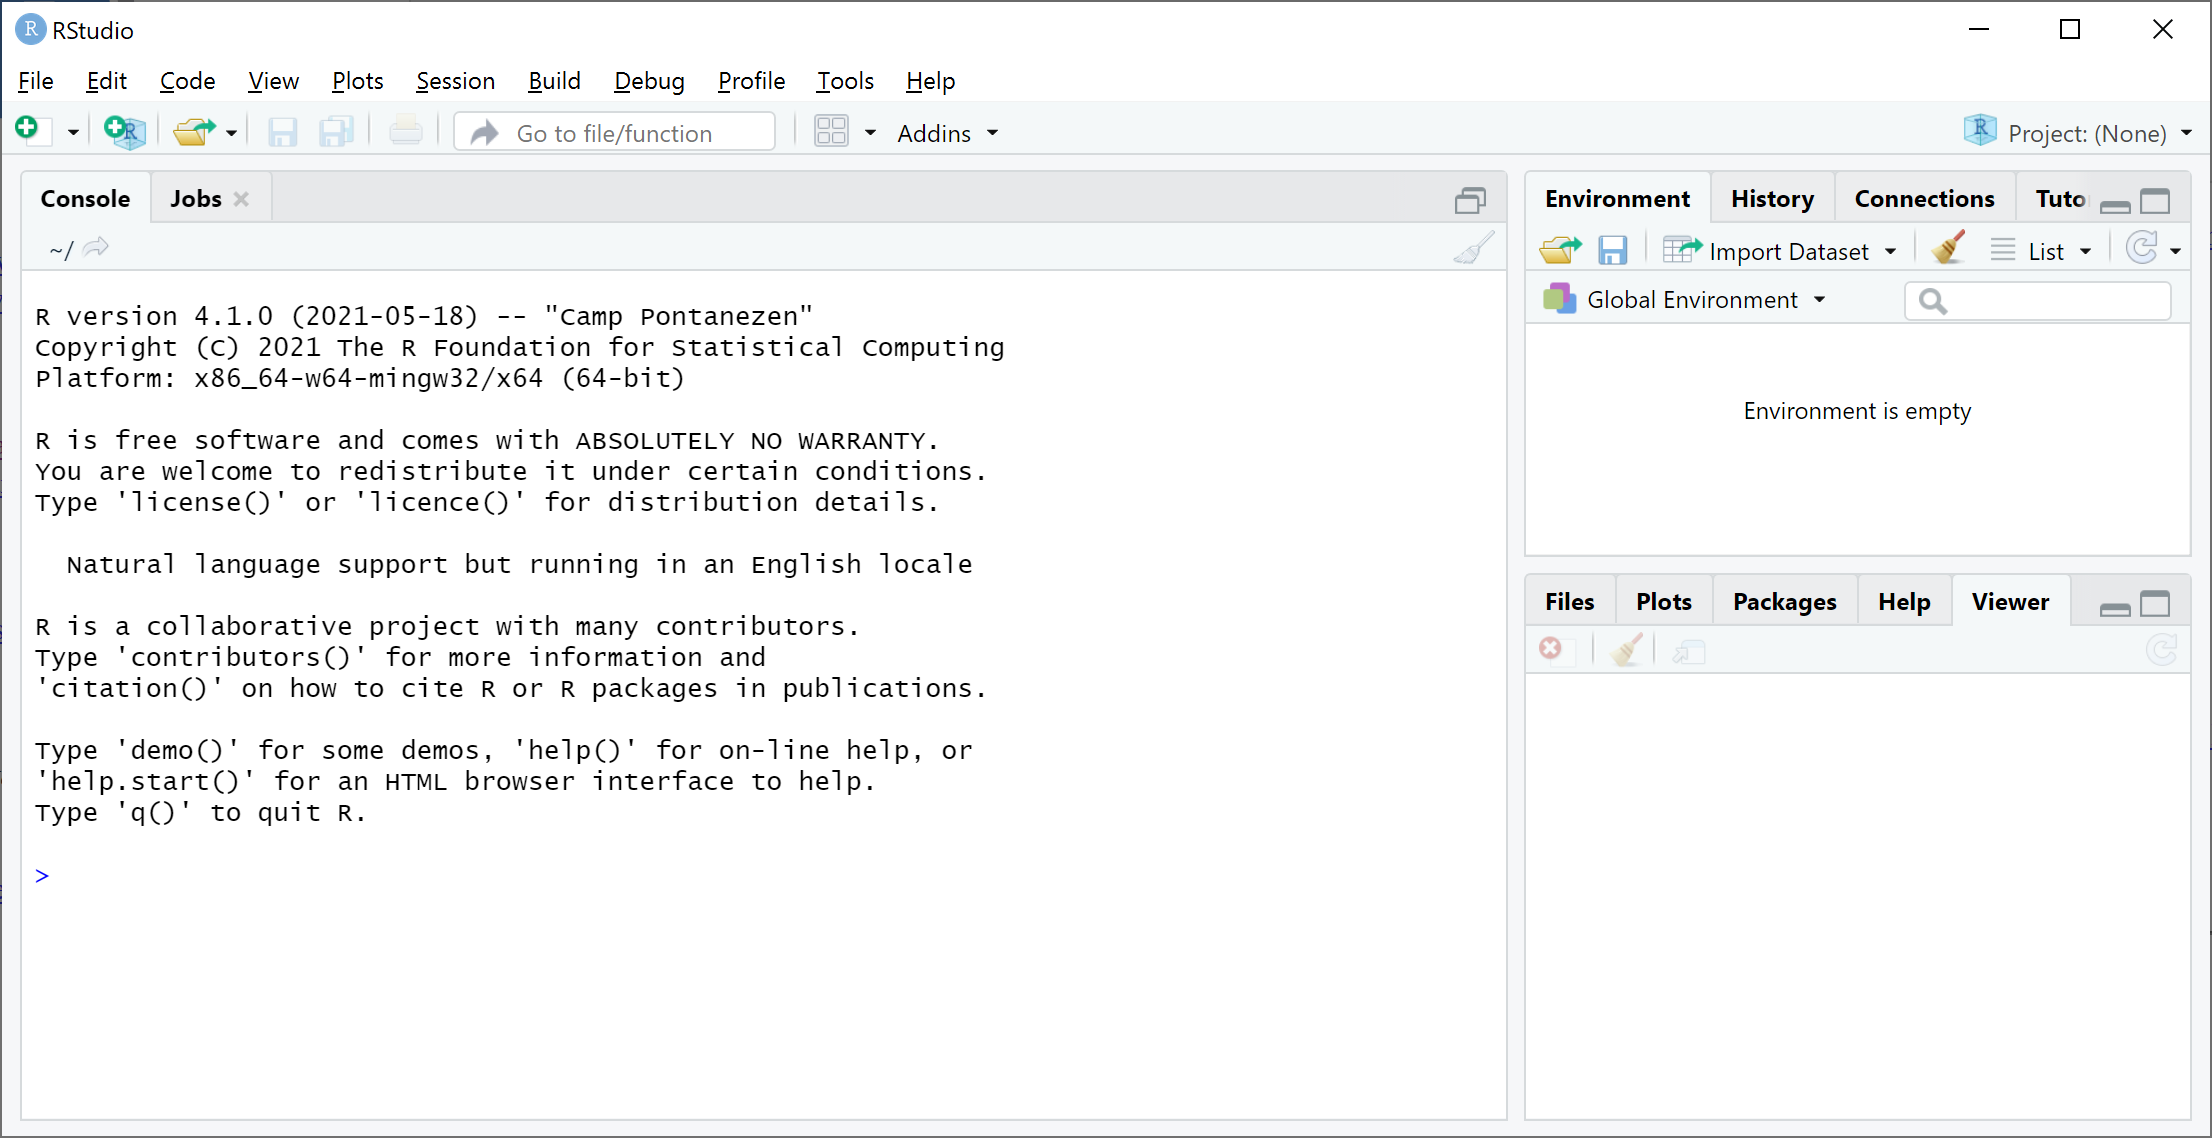 RStudio
File Edit Code View Plots Session Build Debug Profile Tools Help
Go to file/function Addins Project: (None)
Console Jobs
~/
R version 4.1.0 (2021-05-18) -- "Camp Pontanezen"
Copyright (C) 2021 The R Foundation for Statistical Computing
Platform: x86_64-w64-mingw32/x64 (64-bit)
R is free software and comes with ABSOLUTELY NO WARRANTY.
You are welcome to redistribute it under certain conditions.
Type 'license()' or 'licence()' for distribution details.
Natural language support but running in an English locale
R is a collaborative project with many contributors.
Type 'contributors()' for more information and
'citation()' on how to cite R or R packages in publications.
Type 'demo()' for some demos, 'help()' for on-line help, or
'help.start()' for an HTML browser interface to help.
Type 'q()' to quit R.
>
Environment History Connections Tuto
Import Dataset List
Global Environment
Environment is empty
Files Plots Packages Help Viewer